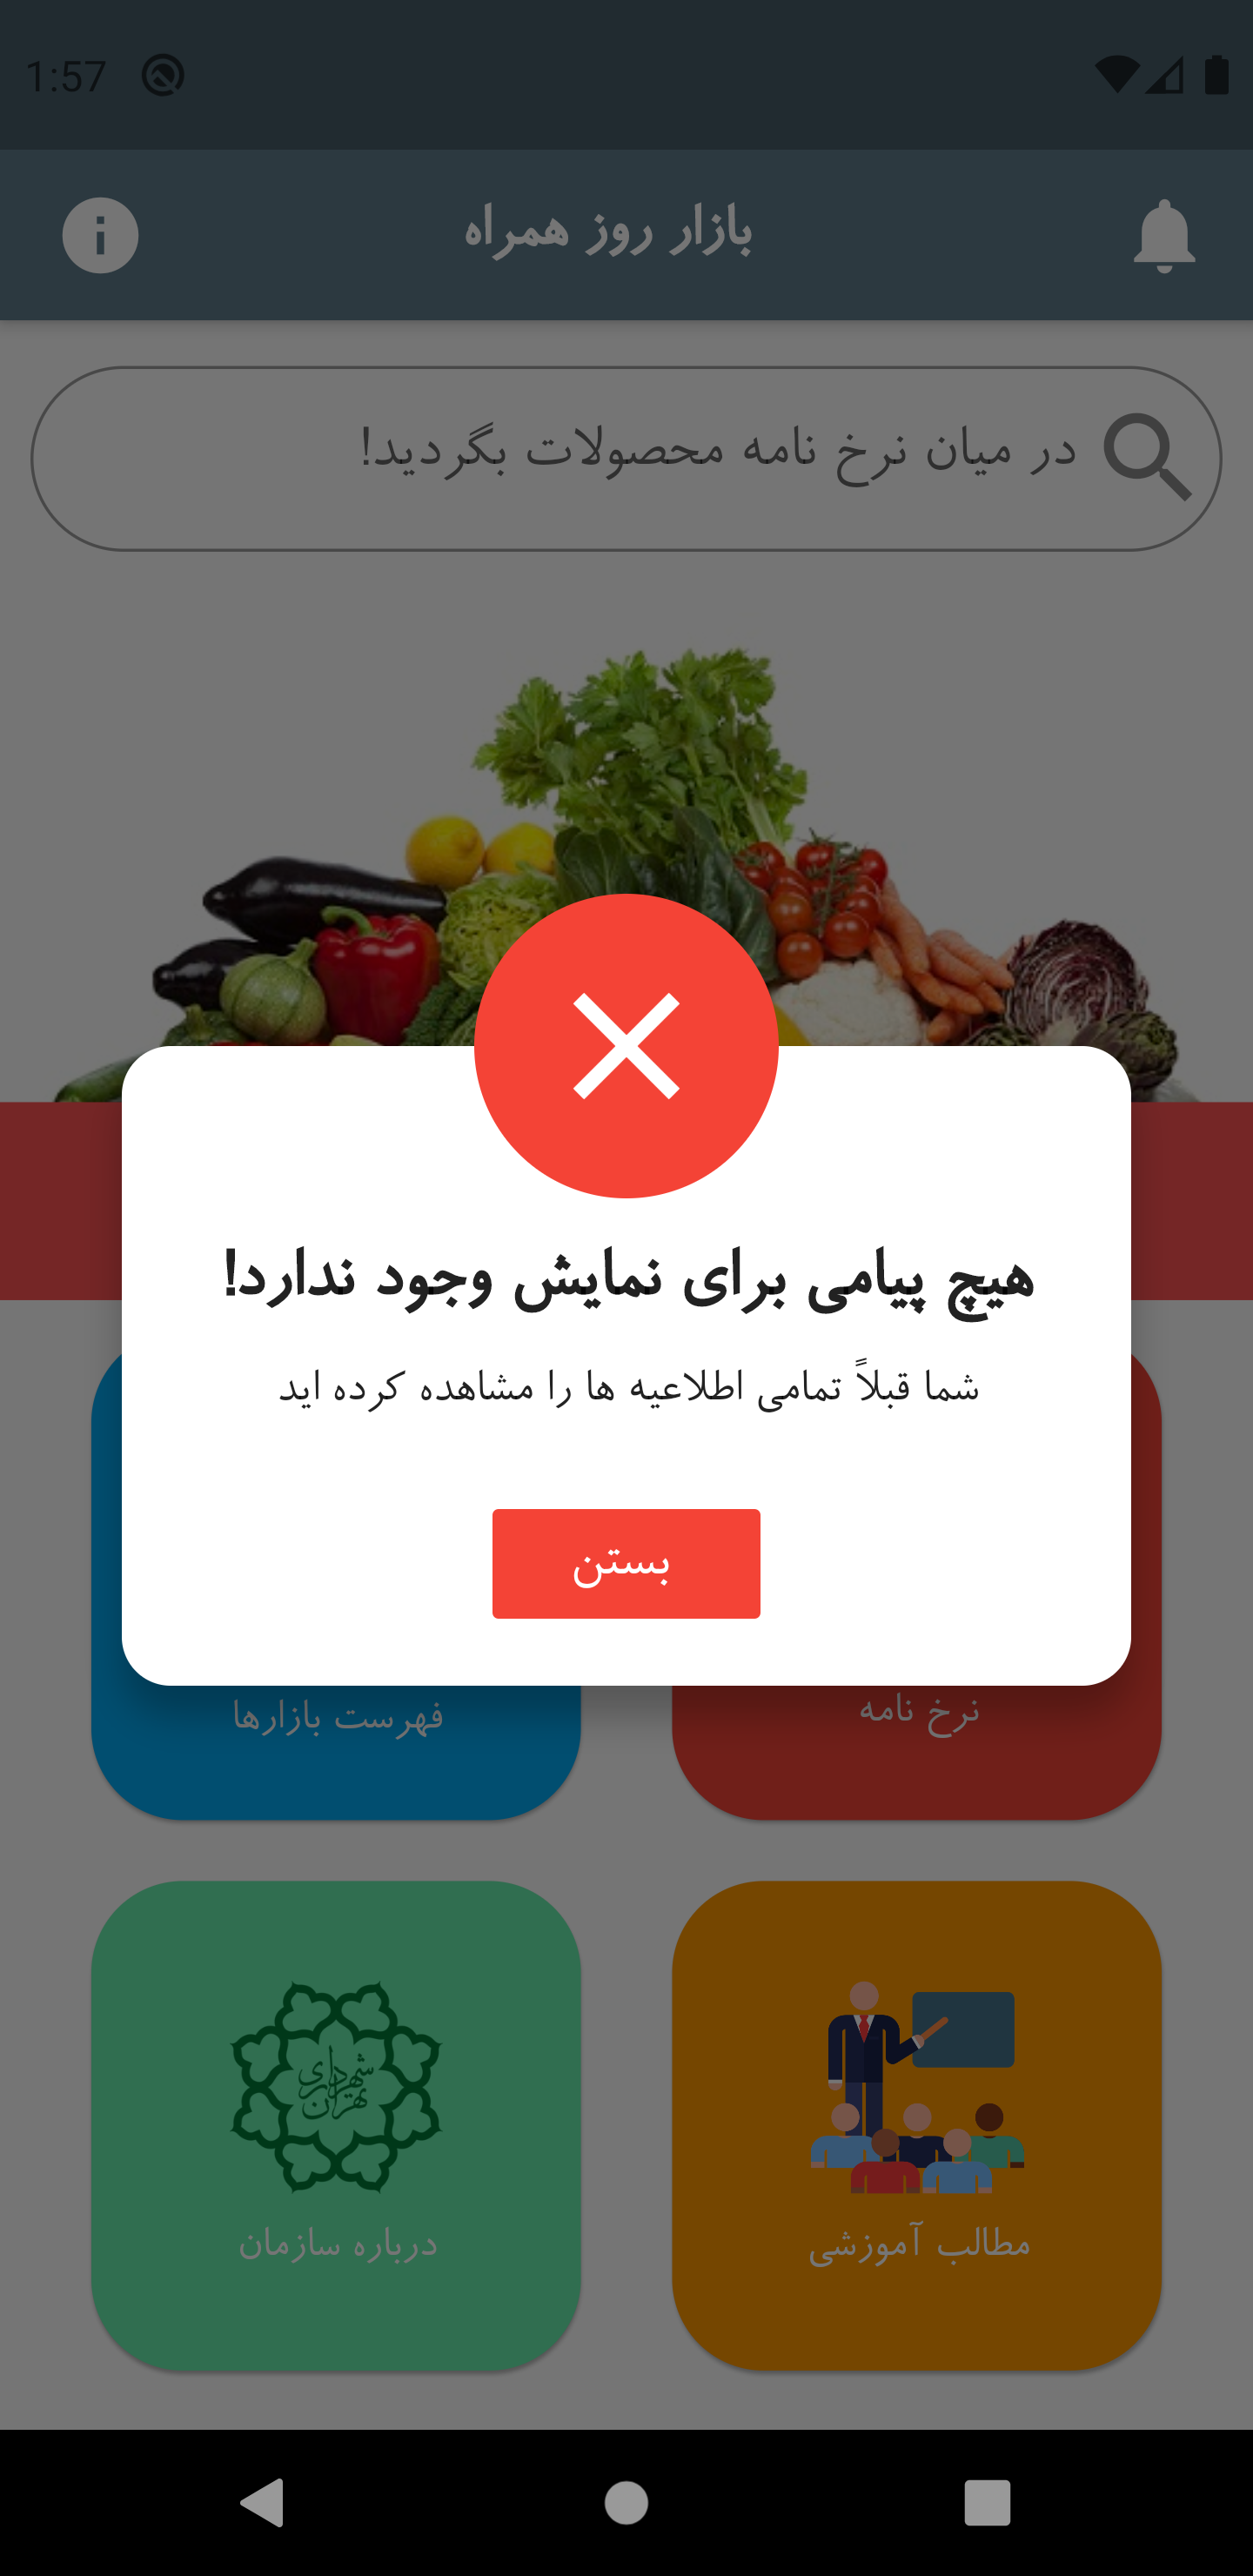 1:57
بازار روز همراه
در میان نرخ نامه محصولات بگردید!
هیچ پیامی برای نمایش وجود ندارد!
شما قبلاً تمامی اطلاعیه ها را مشاهده کرده اید
بستن
نرخ نامه
فهرست بازارها
مطالب آموزشی
شهرداری
تهران
درباره سازمان